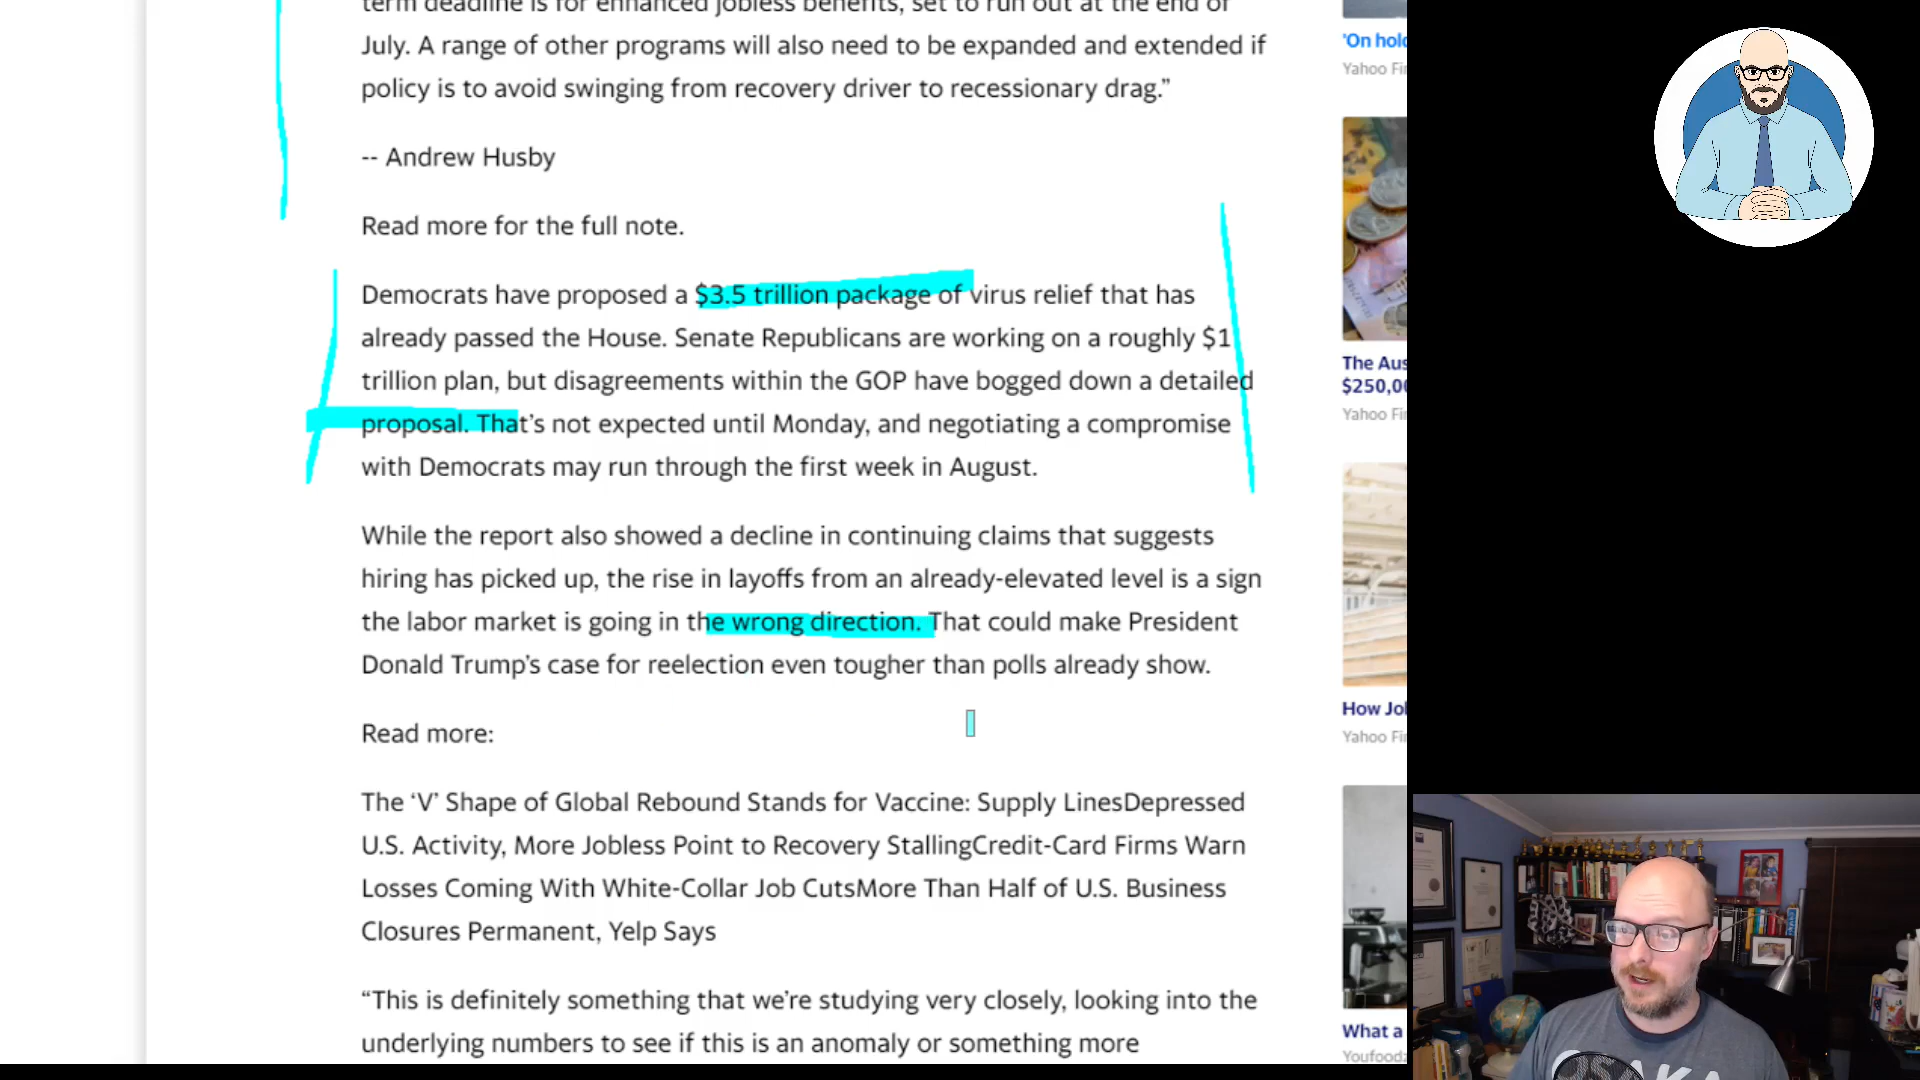 term deadline is for enhanced jobless benefits, set to run out at the end of
July. A range of other programs will also need to be expanded and extended if
policy is to avoid swinging from recovery driver to recessionary drag.”
-- Andrew Husby
Read more for the full note.
Democrats have proposed a $3.5 trillion package of virus relief that has
already passed the House. Senate Republicans are working on a roughly $1
trillion plan, but disagreements within the GOP have bogged down a detailed
proposal. That’s not expected until Monday, and negotiating a compromise
with Democrats may run through the first week in August.
While the report also showed a decline in continuing claims that suggests
hiring has picked up, the rise in layoffs from an already-elevated level is a sign
the labor market is going in the wrong direction. That could make President
Donald Trump’s case for reelection even tougher than polls already show.
Read more:
The ‘V’ Shape of Global Rebound Stands for Vaccine: Supply LinesDepressed
U.S. Activity, More Jobless Point to Recovery StallingCredit-Card Firms Warn
Losses Coming With White-Collar Job CutsMore Than Half of U.S. Business
Closures Permanent, Yelp Says
“This is definitely something that we’re studying very closely, looking into the
underlying numbers to see if this is an anomaly or something more
'On hol
Yahoo Fi
The Aus
$250,0
Yahoo Fi
How Jo
Yahoo Fi
What a
Youfood
OSAKA